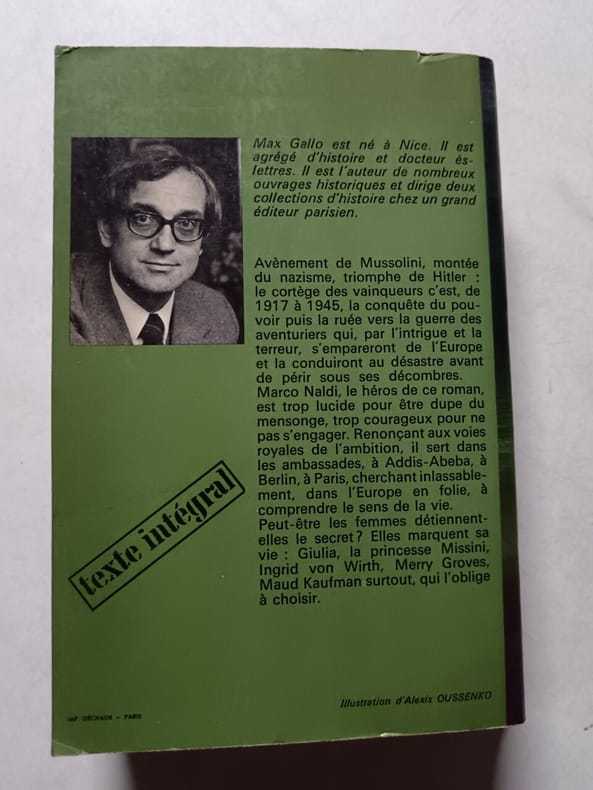 Max Gallo est né à Nice. Il est
agrégé d'histoire et docteur ès-
lettres. Il est l'auteur de nombreux
ouvrages historiques et dirige deux
collections d'histoire chez un grand
éditeur parisien.
Avènement de Mussolini, montée
du nazisme, triomphe de Hitler :
le cortège des vainqueurs c'est, de
1917 à 1945, la conquête du pou-
voir puis la ruée vers la guerre des
aventuriers qui, par l'intrigue et la
terreur, s'empareront de l'Europe
et la conduiront au désastre avant
de périr sous ses décombres.
Marco Naldi, le héros de ce roman,
est trop lucide pour être dupe du
mensonge, trop courageux pour ne
pas s'engager. Renonçant aux voies
royales de l'ambition, il sert dans
les ambassades, à Addis-Abeba, à
Berlin, à Paris, cherchant inlassable-
ment, dans l'Europe en folie, à
comprendre le sens de la vie.
Peut-être les femmes détiennent-
elles le secret ? Elles marquent sa
vie : Giulia, la princesse Missini,
Ingrid von Wirth, Merry Groves,
Maud Kaufman surtout, qui l'oblige
à choisir.
texte intégral
Illustration d'Alexis OUSSENKO
IMP. DÉCHAUX – PARIS